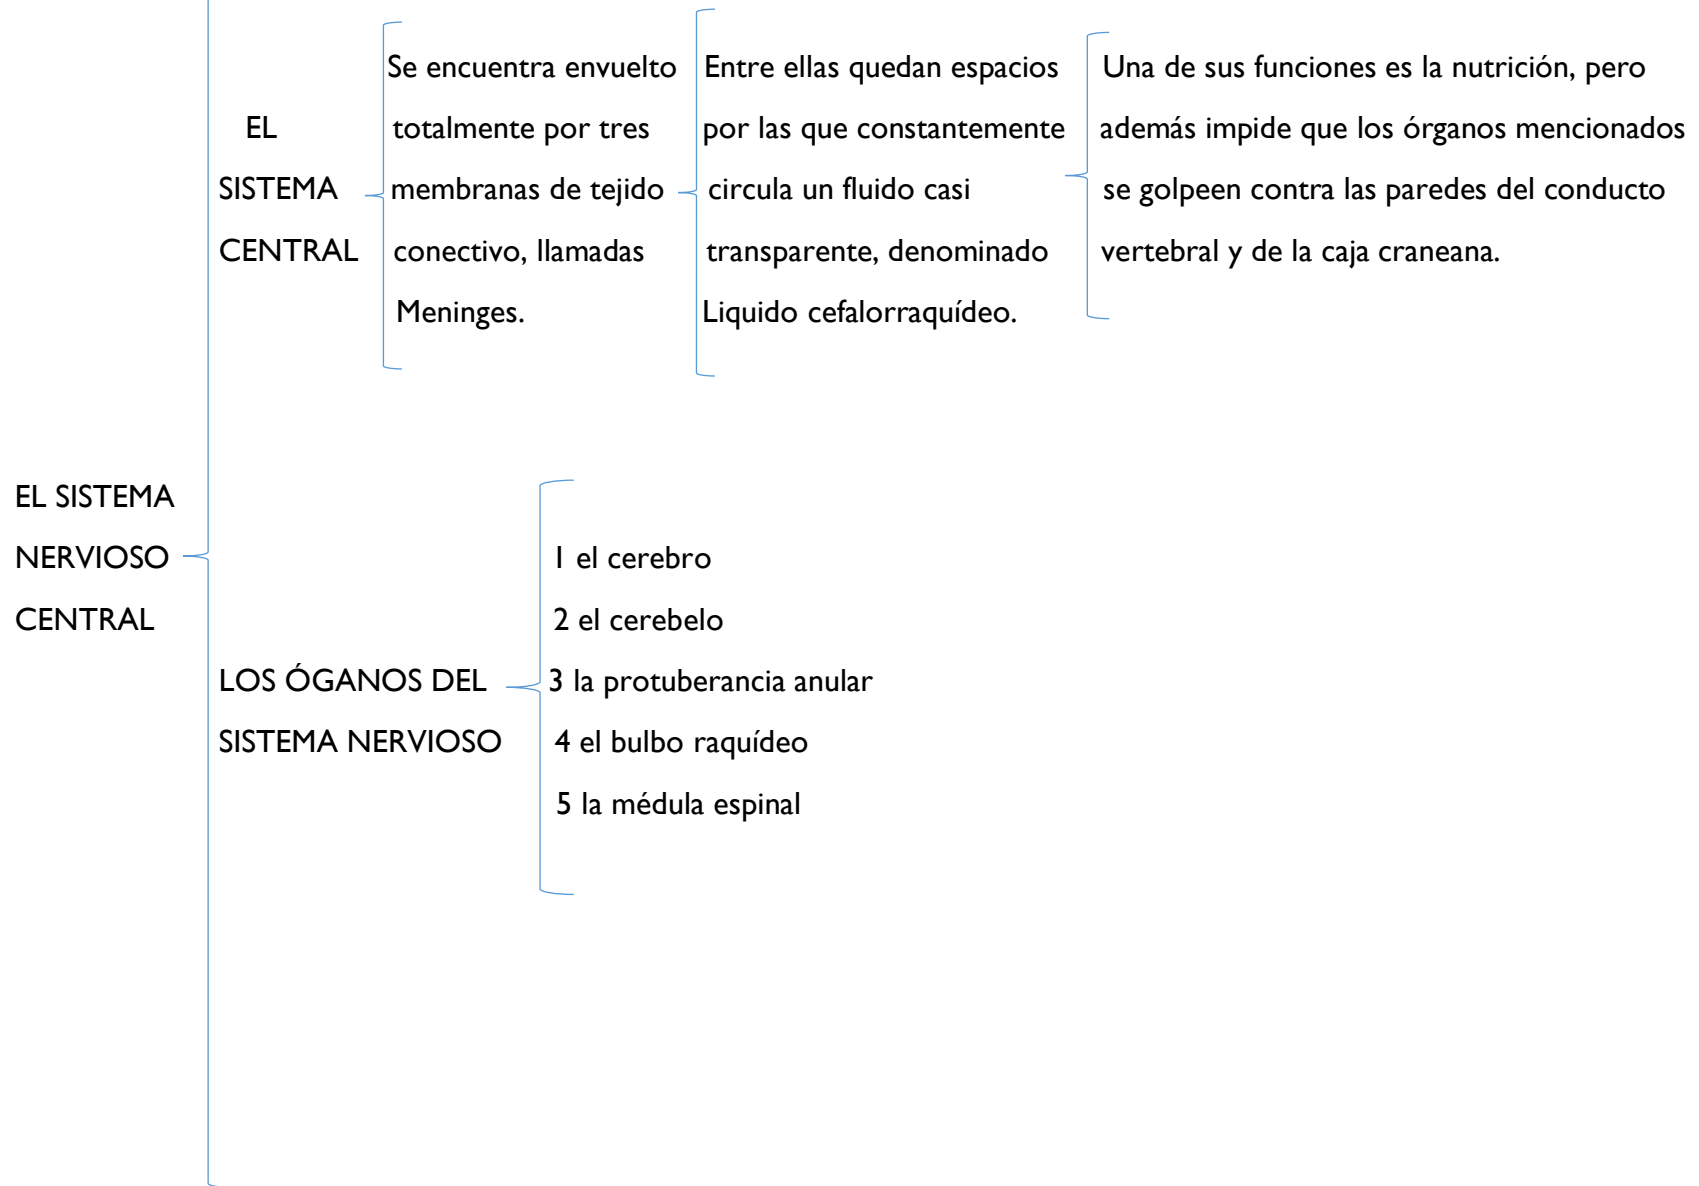 EL SISTEMA
NERVIOSO
CENTRAL
EL
SISTEMA
CENTRAL
Se encuentra envuelto
totalmente por tres
membranas de tejido
conectivo, llamadas
Meninges.
Entre ellas quedan espacios
por las que constantemente
circula un fluido casi
transparente, denominado
Liquido cefalorraquídeo.
Una de sus funciones es la nutrición, pero
además impide que los órganos mencionados
se golpeen contra las paredes del conducto
vertebral y de la caja craneana.
LOS ÓGANOS DEL
SISTEMA NERVIOSO
1 el cerebro
2 el cerebelo
3 la protuberancia anular
4 el bulbo raquídeo
5 la médula espinal